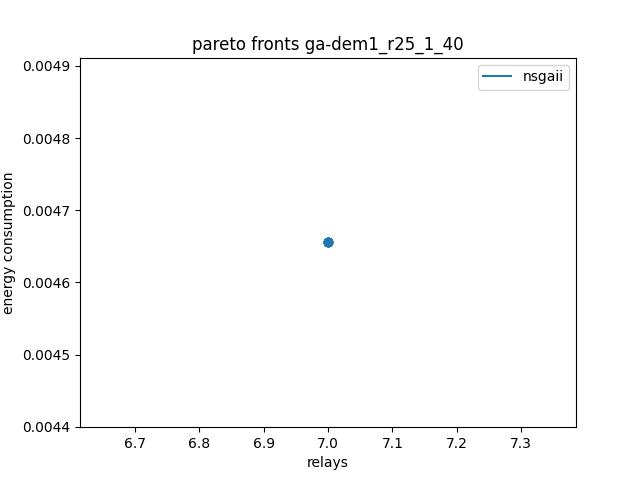 pareto fronts ga-dem1_r25_1_40
nsgaii
0.0049
0.0048
0.0047
0.0046
0.0045
0.0044
energy consumption
6.7 6.8 6.9 7.0 7.1 7.2 7.3
relays